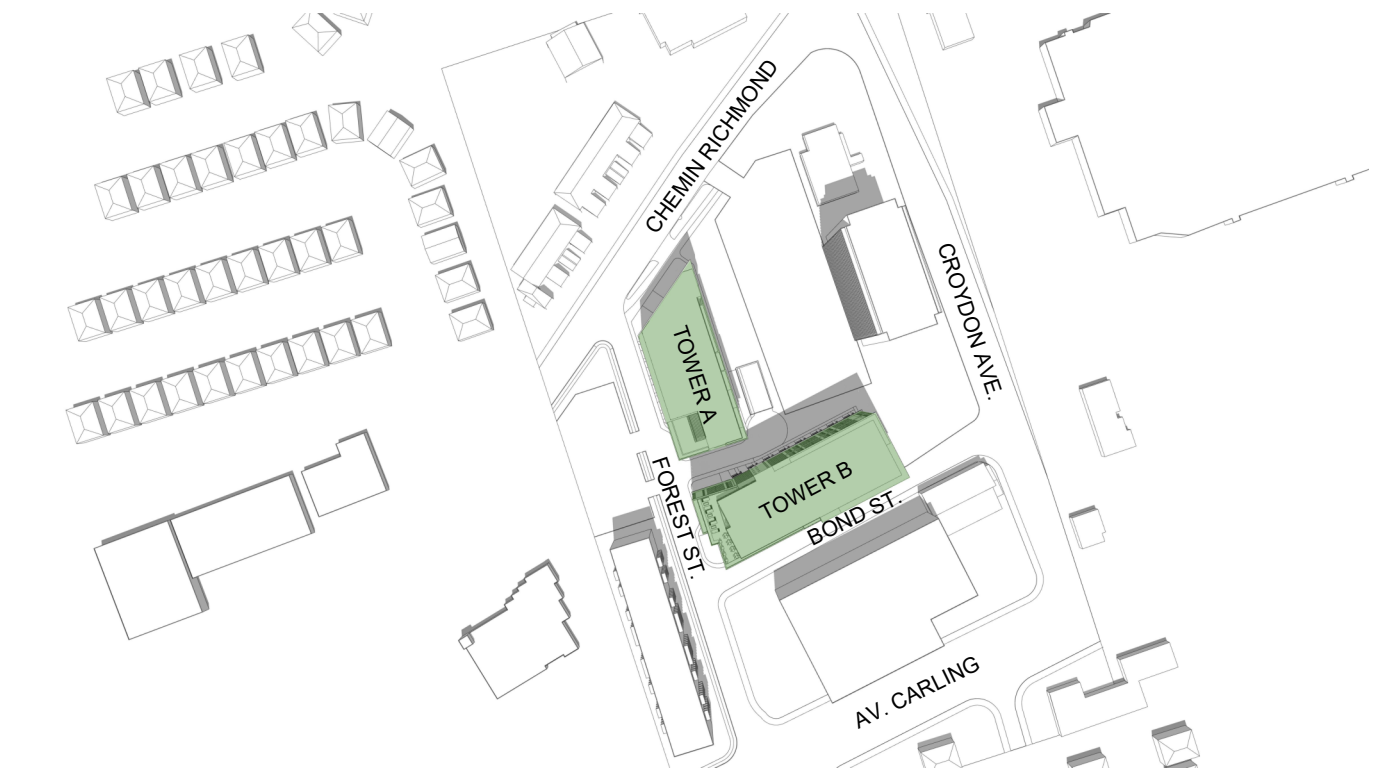 CHEMIN RICHMOND
CROYDON AVE.
TOWER A
FOREST ST.
TOWER B
BOND ST.
AV. CARLING